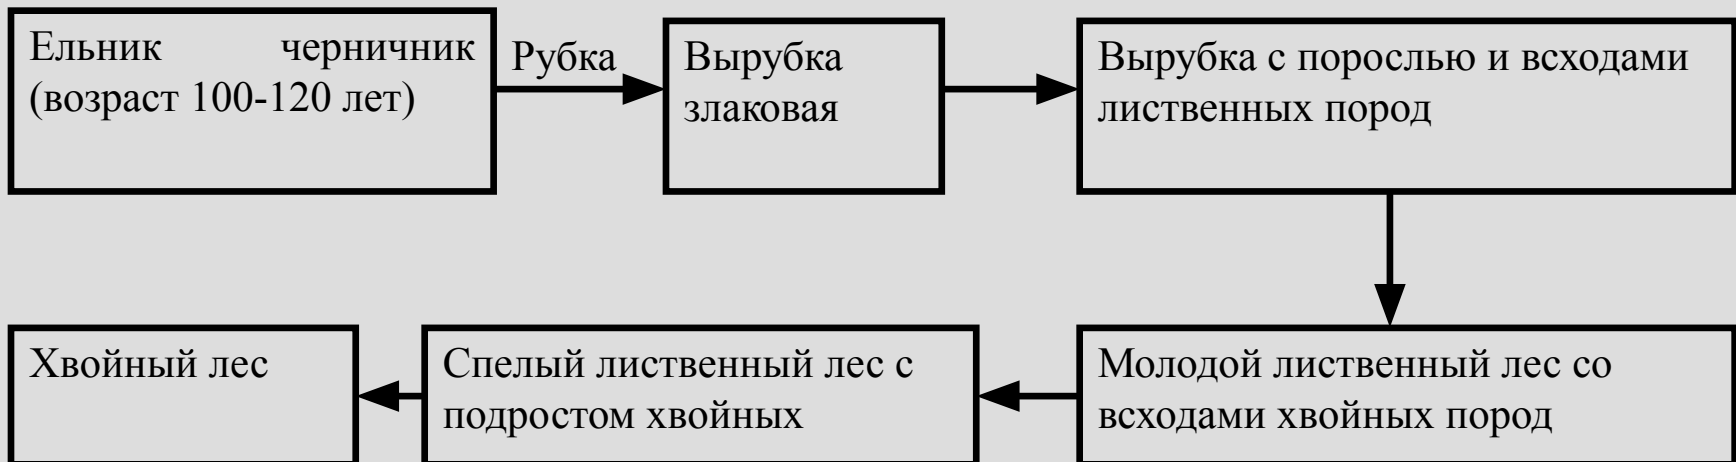 Ельник черничник
(возраст 100-120 лет)
Рубка
Вырубка
злаковая
Вырубка с порослью и всходами
лиственных пород
Хвойный лес
Спелый лиственный лес с
подростом хвойных
Молодой лиственный лес со
всходами хвойных пород